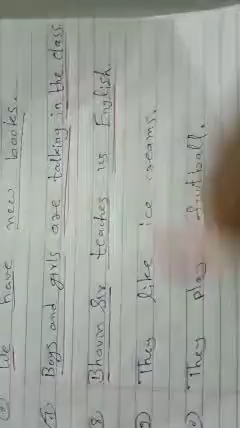 (a) We have new books.
Boys and girls are talking in the class.
Bhavin Sir teaches us English.
They like ice creams.
They play football.